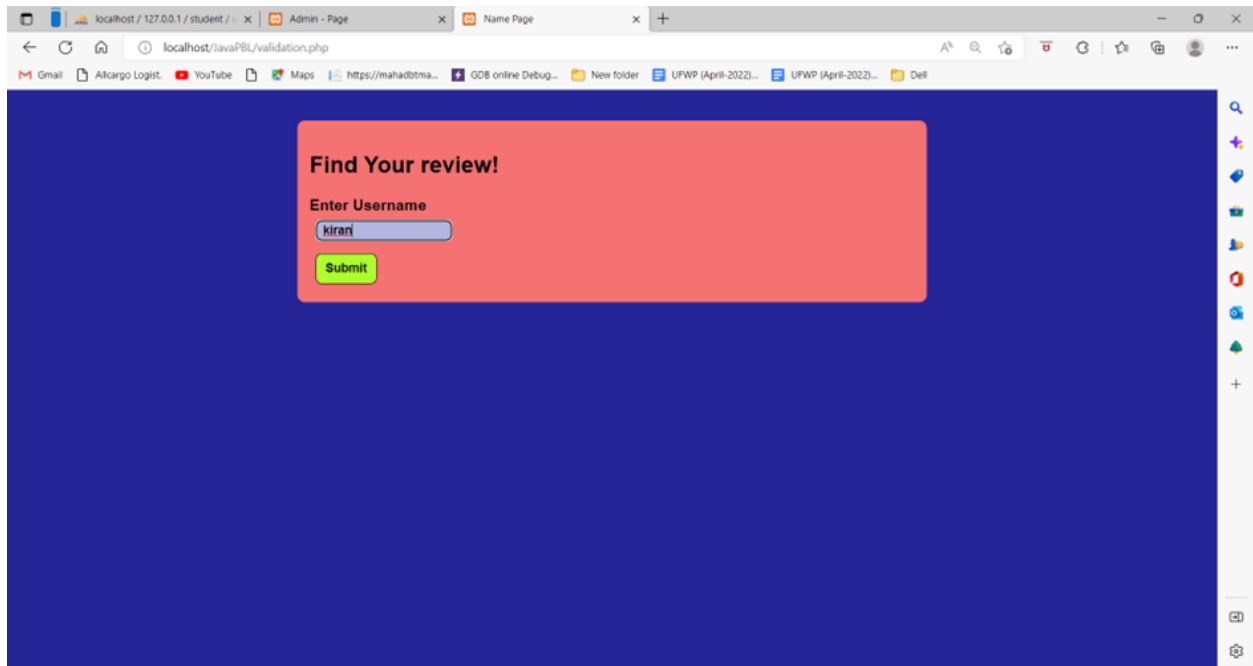 localhost / 127.0.0.1 / student /
Admin - Page
Name Page
localhost/JavaPBL/validation.php
Gmail
Allcargo Logist.
YouTube
Maps
https://mahadbtma...
GDB online Debug...
New folder
UFWP (April-2022)...
UFWP (April-2022)...
Dell
Find Your review!
Enter Username
kiran
Submit